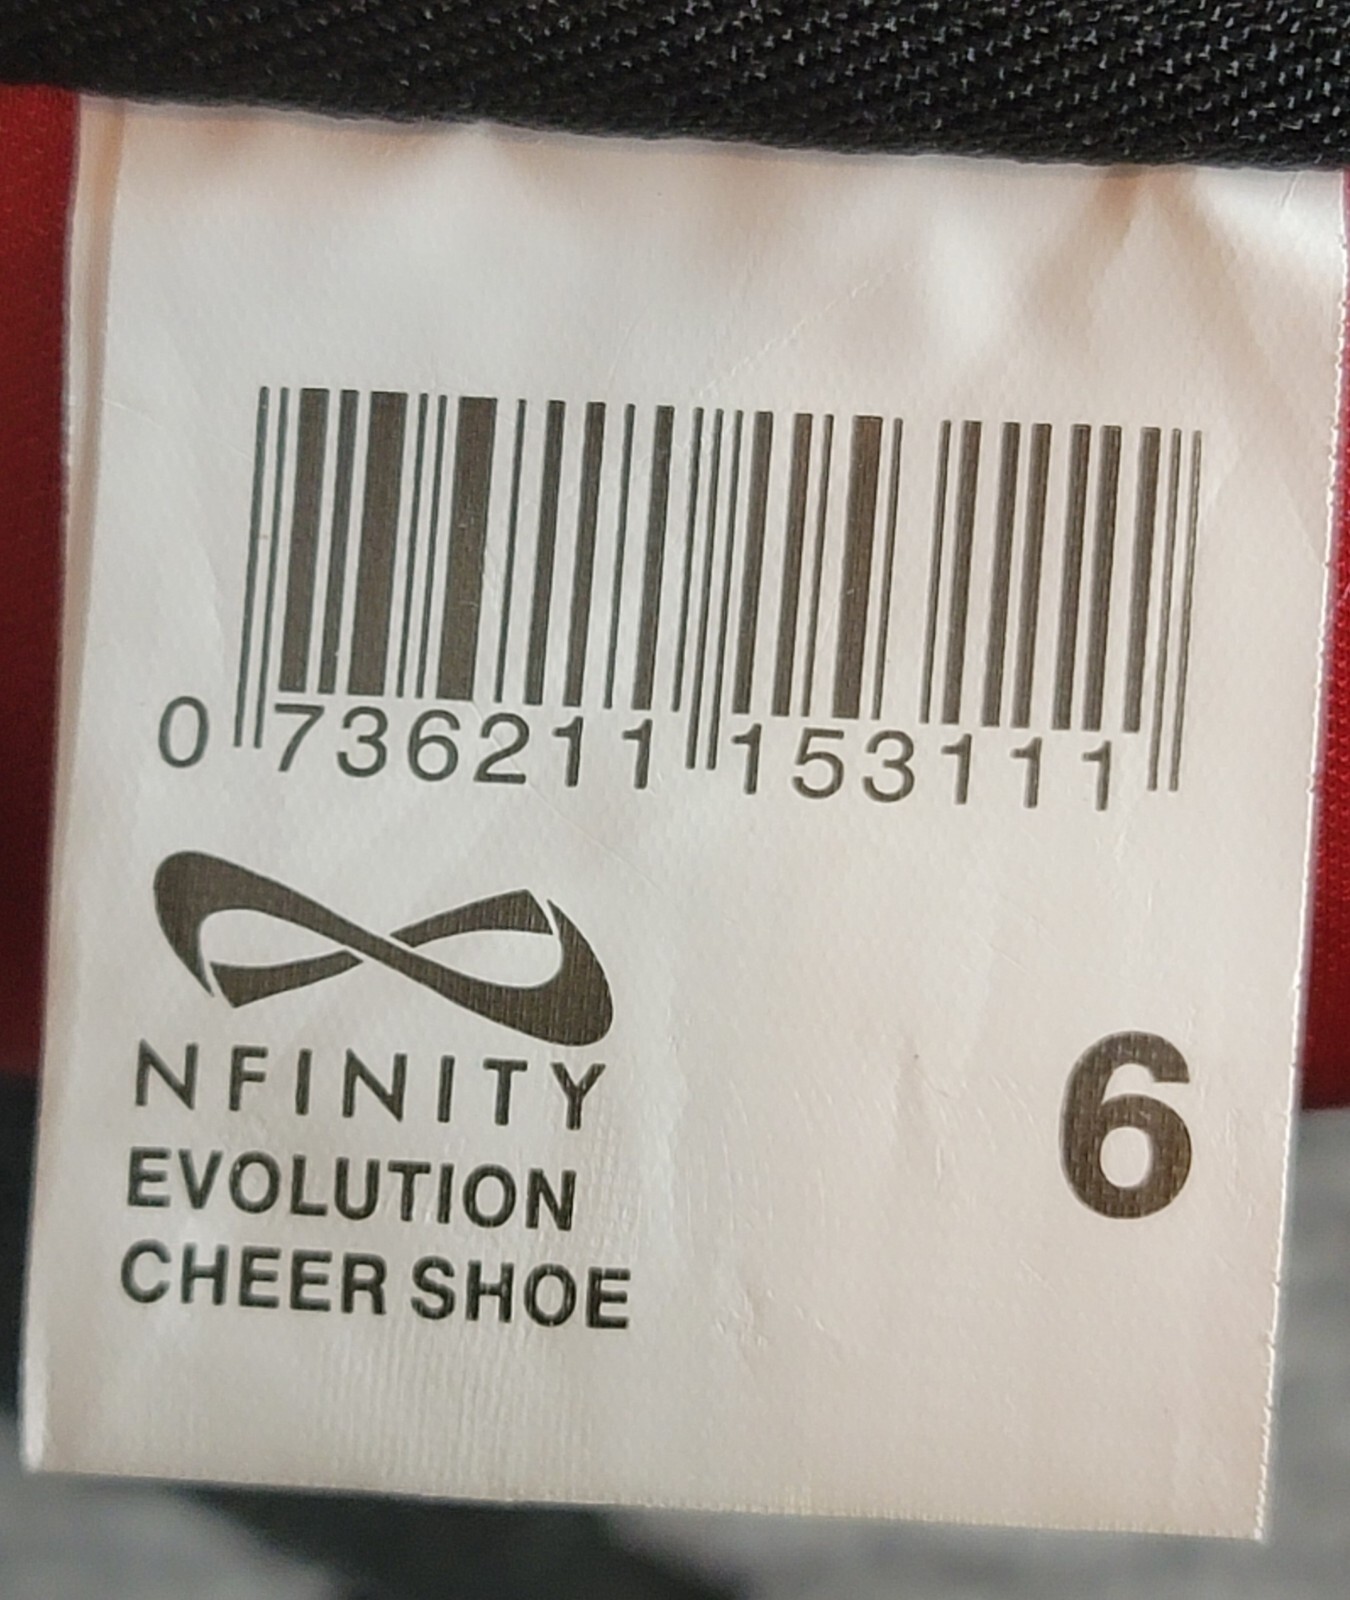 0 736211 153111
NFINITY
EVOLUTION
CHEER SHOE
6